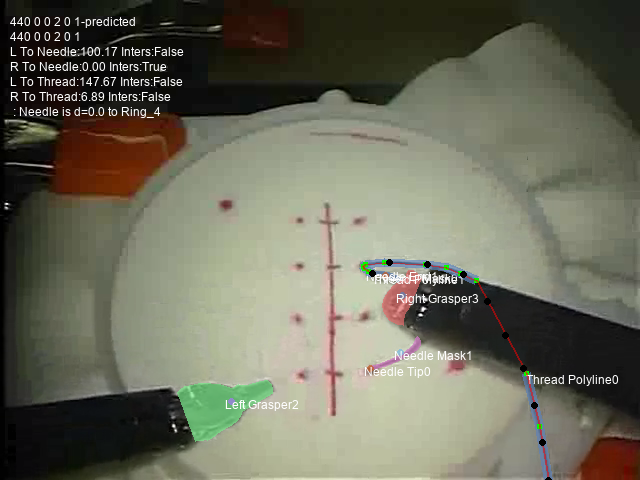 440 0 0 2 0 1-predicted
440 0 0 2 0 1
L To Needle:100.17 Inters:False
R To Needle:0.00 Inters:True
L To Thread:147.67 Inters:False
R To Thread:6.89 Inters:False
: Needle is d=0.0 to Ring_4
Thread Polyline1
Right Grasper3
Needle Mask1
Needle Tip0
Thread Polyline0
Left Grasper2